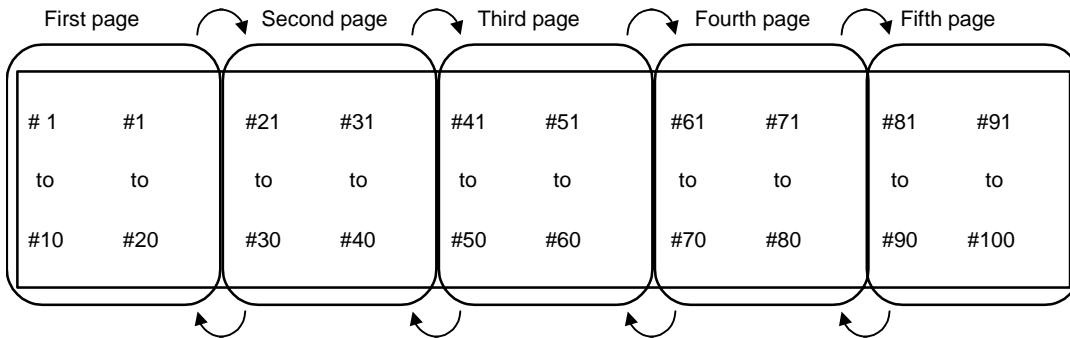 First page Second page Third page Fourth page Fifth page
# 1 #1 #21 #31 #41 #51 #61 #71 #81 #91
to to to to to to to to to to
#10 #20 #30 #40 #50 #60 #70 #80 #90 #100